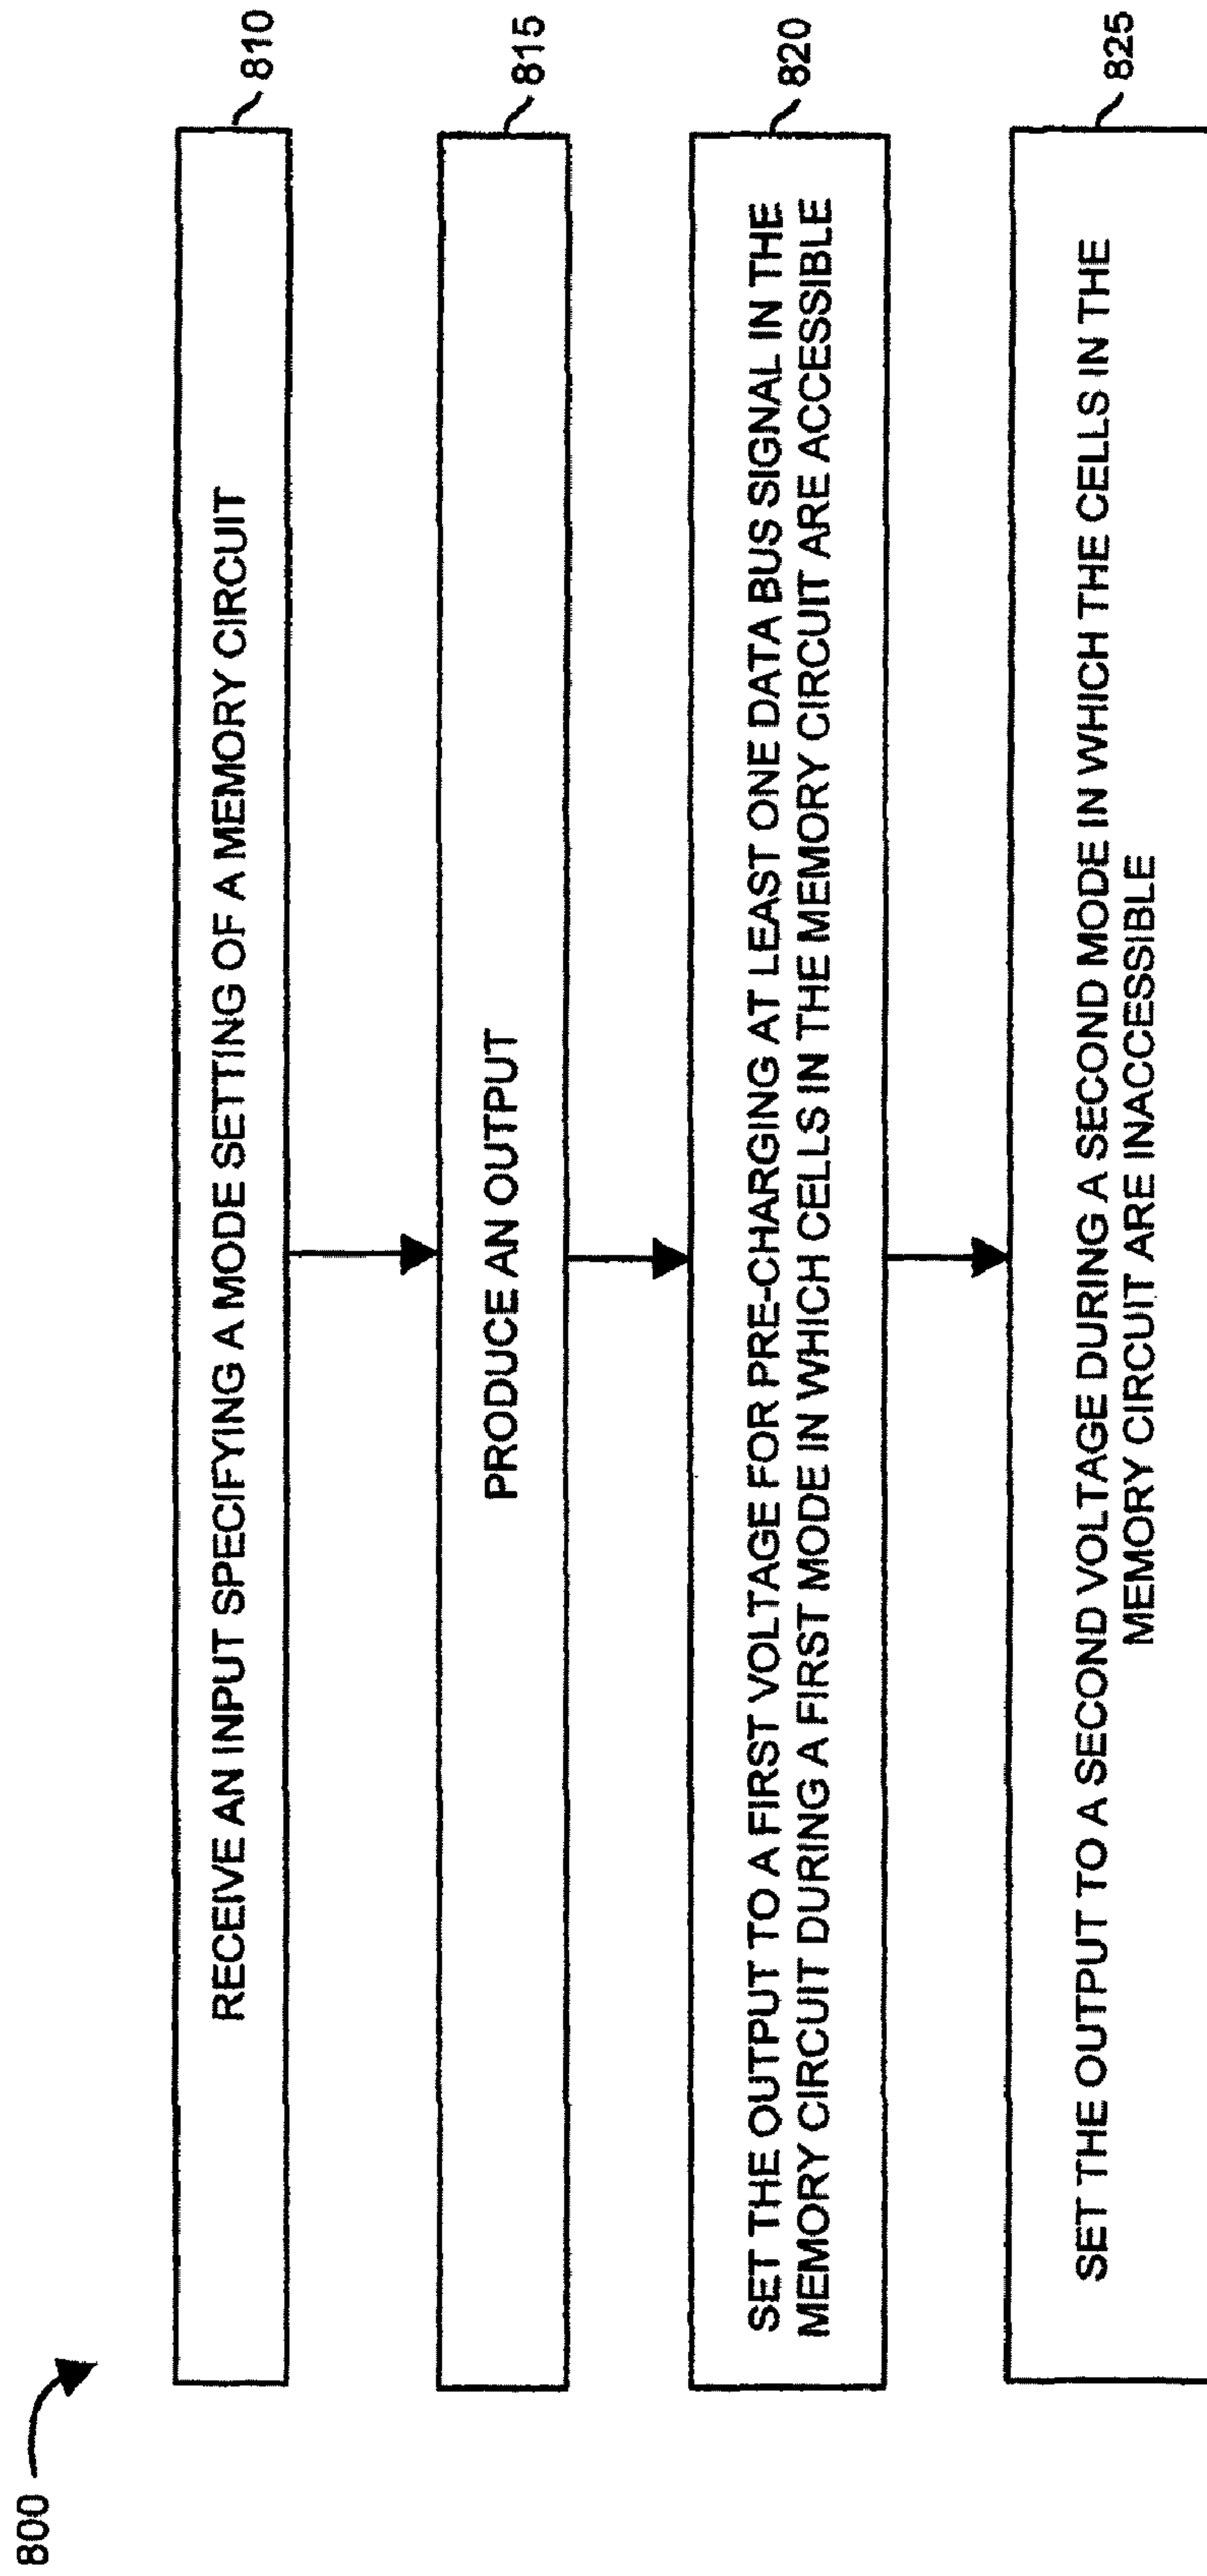 800
RECEIVE AN INPUT SPECIFYING A MODE SETTING OF A MEMORY CIRCUIT
810
PRODUCE AN OUTPUT
815
SET THE OUTPUT TO A FIRST VOLTAGE FOR PRE-CHARGING AT LEAST ONE DATA BUS SIGNAL IN THE
MEMORY CIRCUIT DURING A FIRST MODE IN WHICH CELLS IN THE MEMORY CIRCUIT ARE ACCESSIBLE
820
SET THE OUTPUT TO A SECOND VOLTAGE DURING A SECOND MODE IN WHICH THE CELLS IN THE
MEMORY CIRCUIT ARE INACCESSIBLE
825